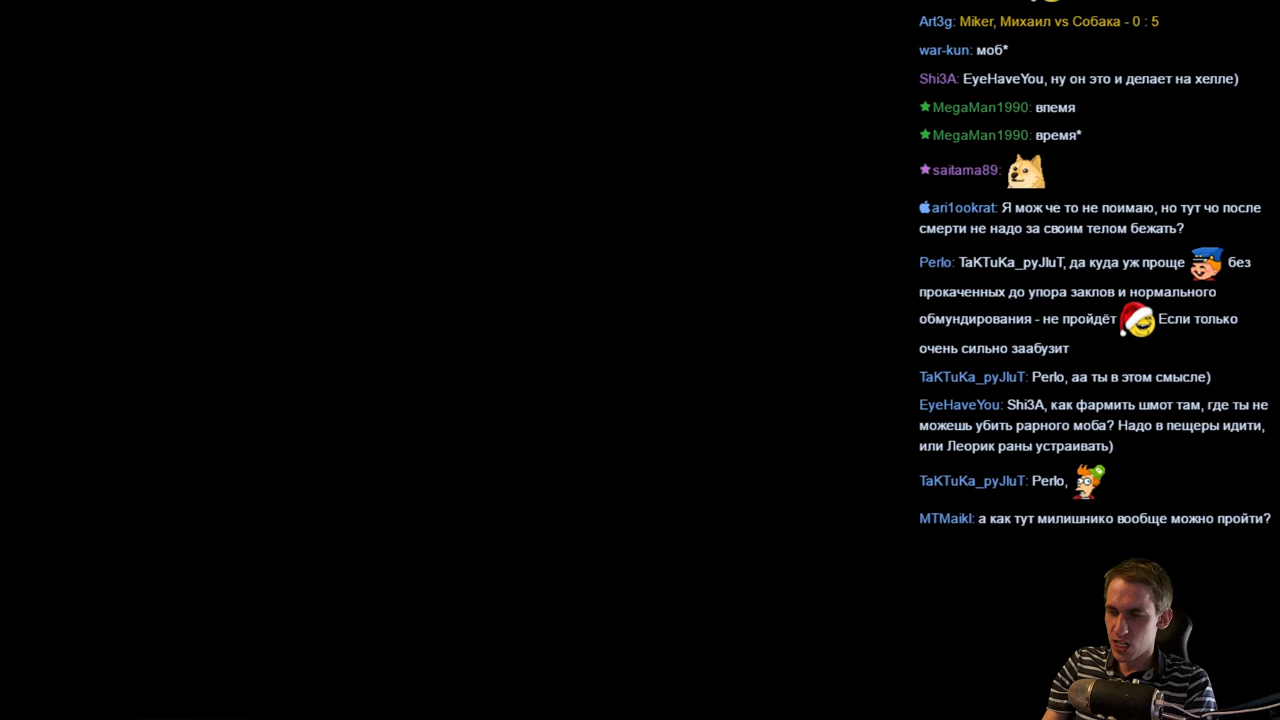 Art3g: Miker, Михаил vs Собака - 0 : 5
war-kun: моб*
Shi3A: EyeHaveYou, ну он это и делает на хелле)
MegaMan1990: впемя
MegaMan1990: время*
saitama89:
ari1ookrat: Я мож че то не поимаю, но тут чо после
смерти не надо за своим телом бежать?
Perlo: TaKTuKa_pyJIuT, да куда уж проще без
прокаченных до упора заклов и нормального
обмундирования - не пройдёт Если только
очень сильно заабузит
TaKTuKa_pyJIuT: Perlo, аа ты в этом смысле)
EyeHaveYou: Shi3A, как фармить шмот там, где ты не
можешь убить рарного моба? Надо в пещеры идити,
или Леорик раны устраивать)
TaKTuKa_pyJIuT: Perlo,
MTMaikl: а как тут милишнико вообще можно пройти?